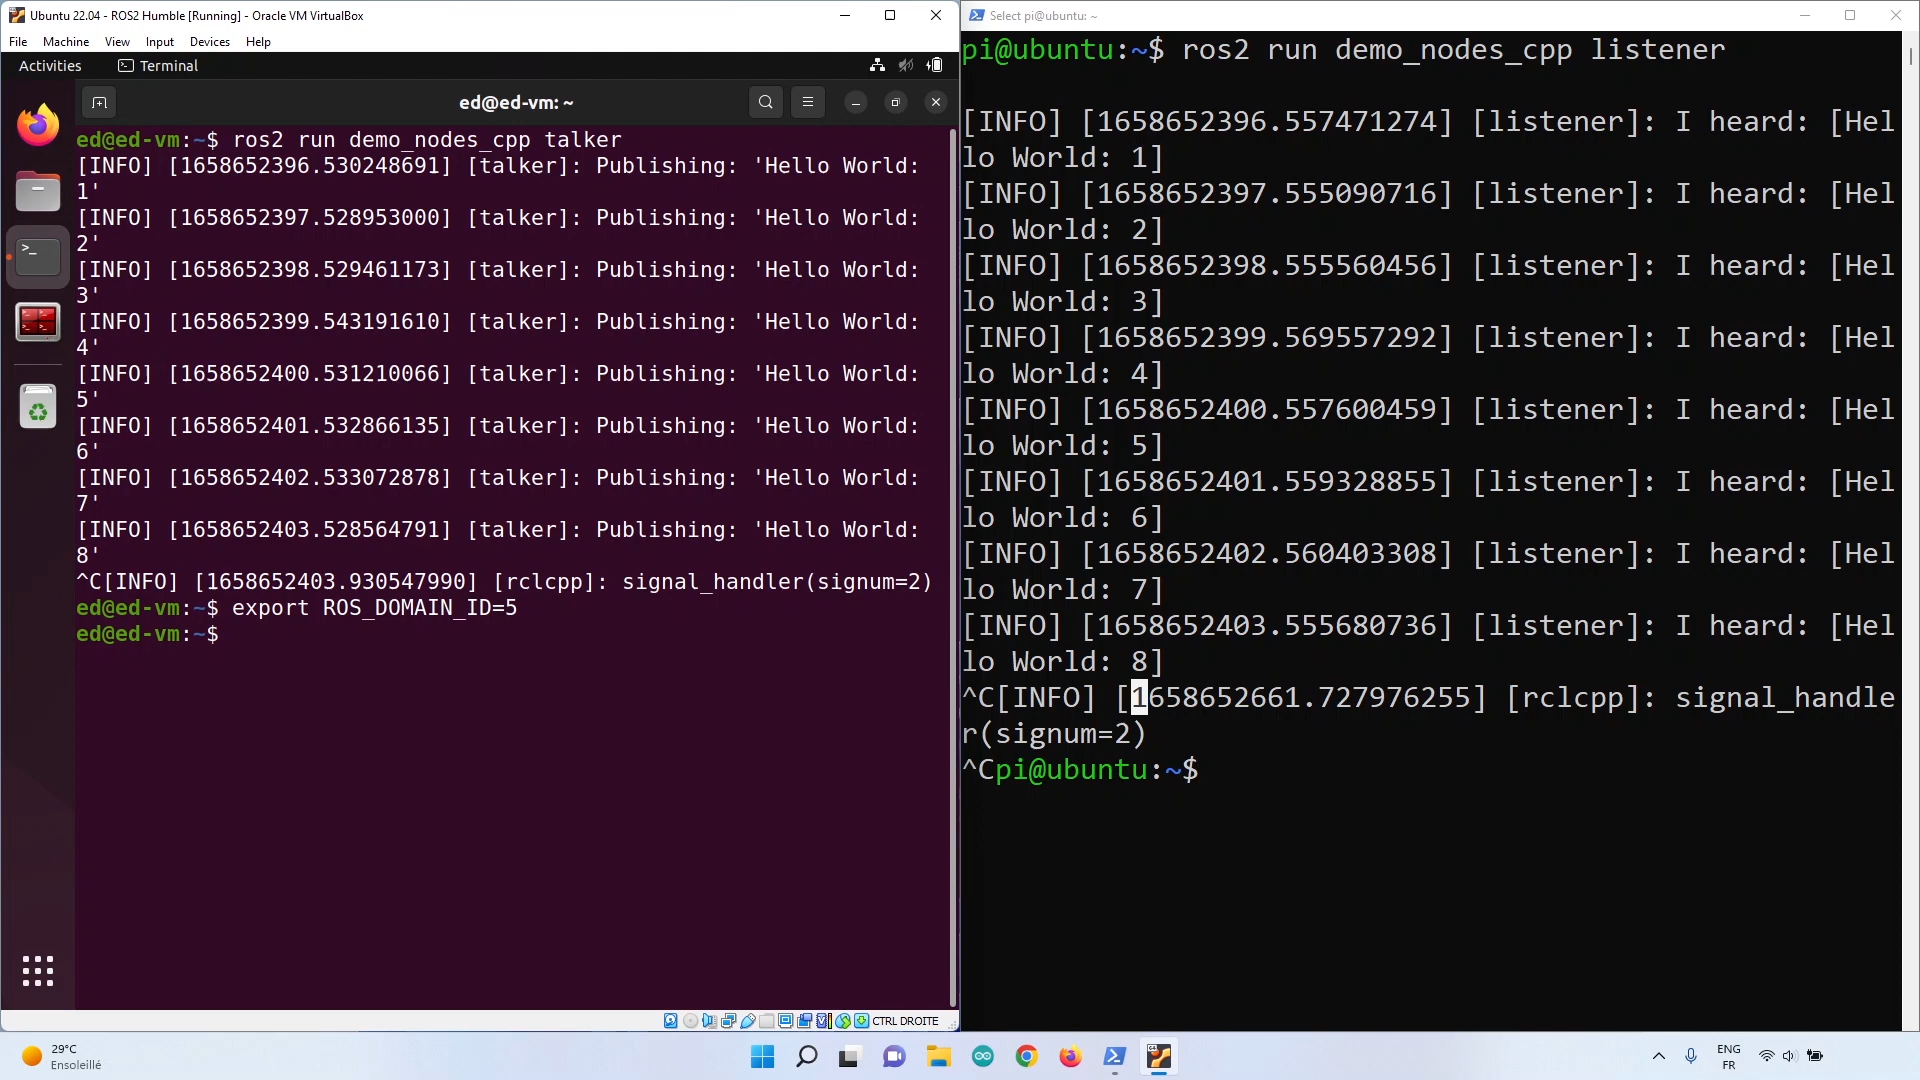 Ubuntu 22.04 - ROS2 Humble [Running] - Oracle VM VirtualBox
File Machine View Input Devices Help
Activities Terminal
ed@ed-vm: ~
ed@ed-vm:~$ ros2 run demo_nodes_cpp talker
[INFO] [1658652396.530248691] [talker]: Publishing: 'Hello World:
1'
[INFO] [1658652397.528953000] [talker]: Publishing: 'Hello World:
2'
[INFO] [1658652398.529461173] [talker]: Publishing: 'Hello World:
3'
[INFO] [1658652399.543191610] [talker]: Publishing: 'Hello World:
4'
[INFO] [1658652400.531210066] [talker]: Publishing: 'Hello World:
5'
[INFO] [1658652401.532866135] [talker]: Publishing: 'Hello World:
6'
[INFO] [1658652402.533072878] [talker]: Publishing: 'Hello World:
7'
[INFO] [1658652403.528564791] [talker]: Publishing: 'Hello World:
8'
^C[INFO] [1658652403.930547990] [rclcpp]: signal_handler(signum=2)
ed@ed-vm:~$ export ROS_DOMAIN_ID=5
ed@ed-vm:~$
CTRL DROITE
Select pi@ubuntu: ~
pi@ubuntu:~$ ros2 run demo_nodes_cpp listener
[INFO] [1658652396.557471274] [listener]: I heard: [Hel
lo World: 1]
[INFO] [1658652397.555090716] [listener]: I heard: [Hel
lo World: 2]
[INFO] [1658652398.555560456] [listener]: I heard: [Hel
lo World: 3]
[INFO] [1658652399.569557292] [listener]: I heard: [Hel
lo World: 4]
[INFO] [1658652400.557600459] [listener]: I heard: [Hel
lo World: 5]
[INFO] [1658652401.559328855] [listener]: I heard: [Hel
lo World: 6]
[INFO] [1658652402.560403308] [listener]: I heard: [Hel
lo World: 7]
[INFO] [1658652403.555680736] [listener]: I heard: [Hel
lo World: 8]
^C[INFO] [1658652661.727976255] [rclcpp]: signal_handle
r(signum=2)
^Cpi@ubuntu:~$
29°C
Ensoleillé
ENG
FR